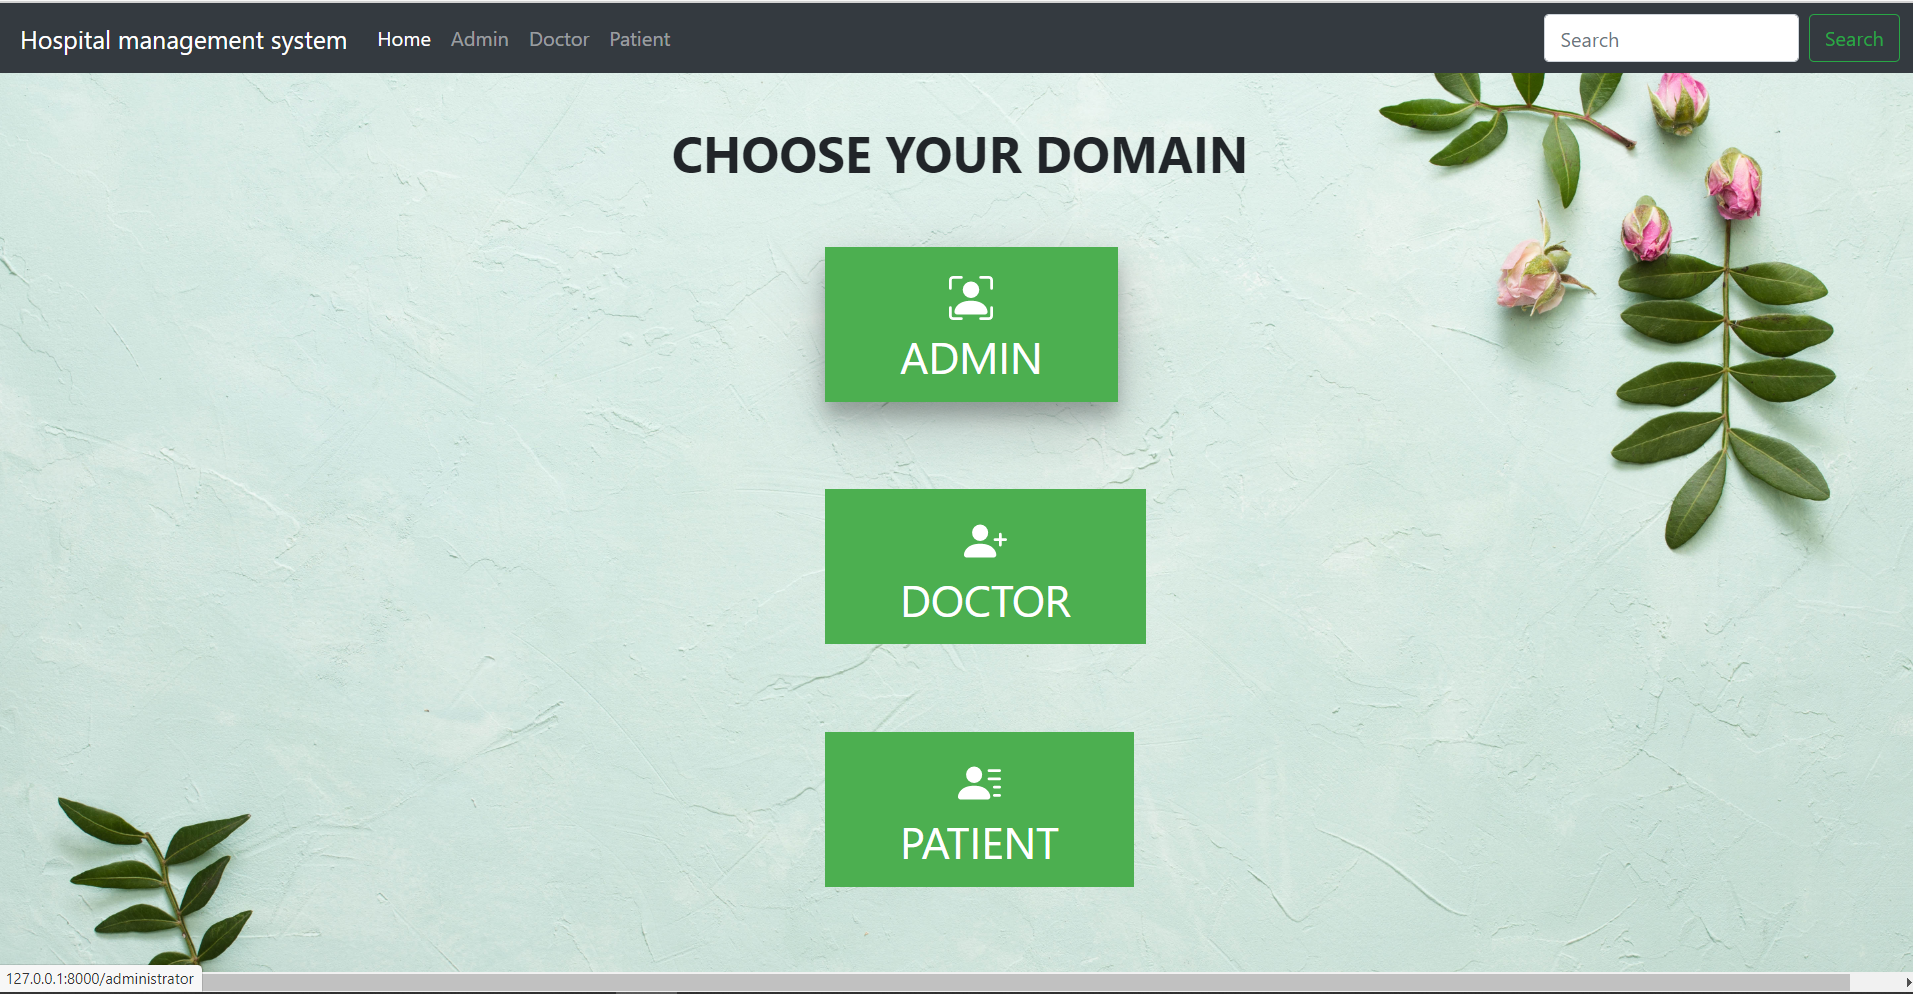 Hospital management system Home Admin Doctor Patient Search Search
CHOOSE YOUR DOMAIN
ADMIN
DOCTOR
PATIENT
127.0.0.1:8000/administrator